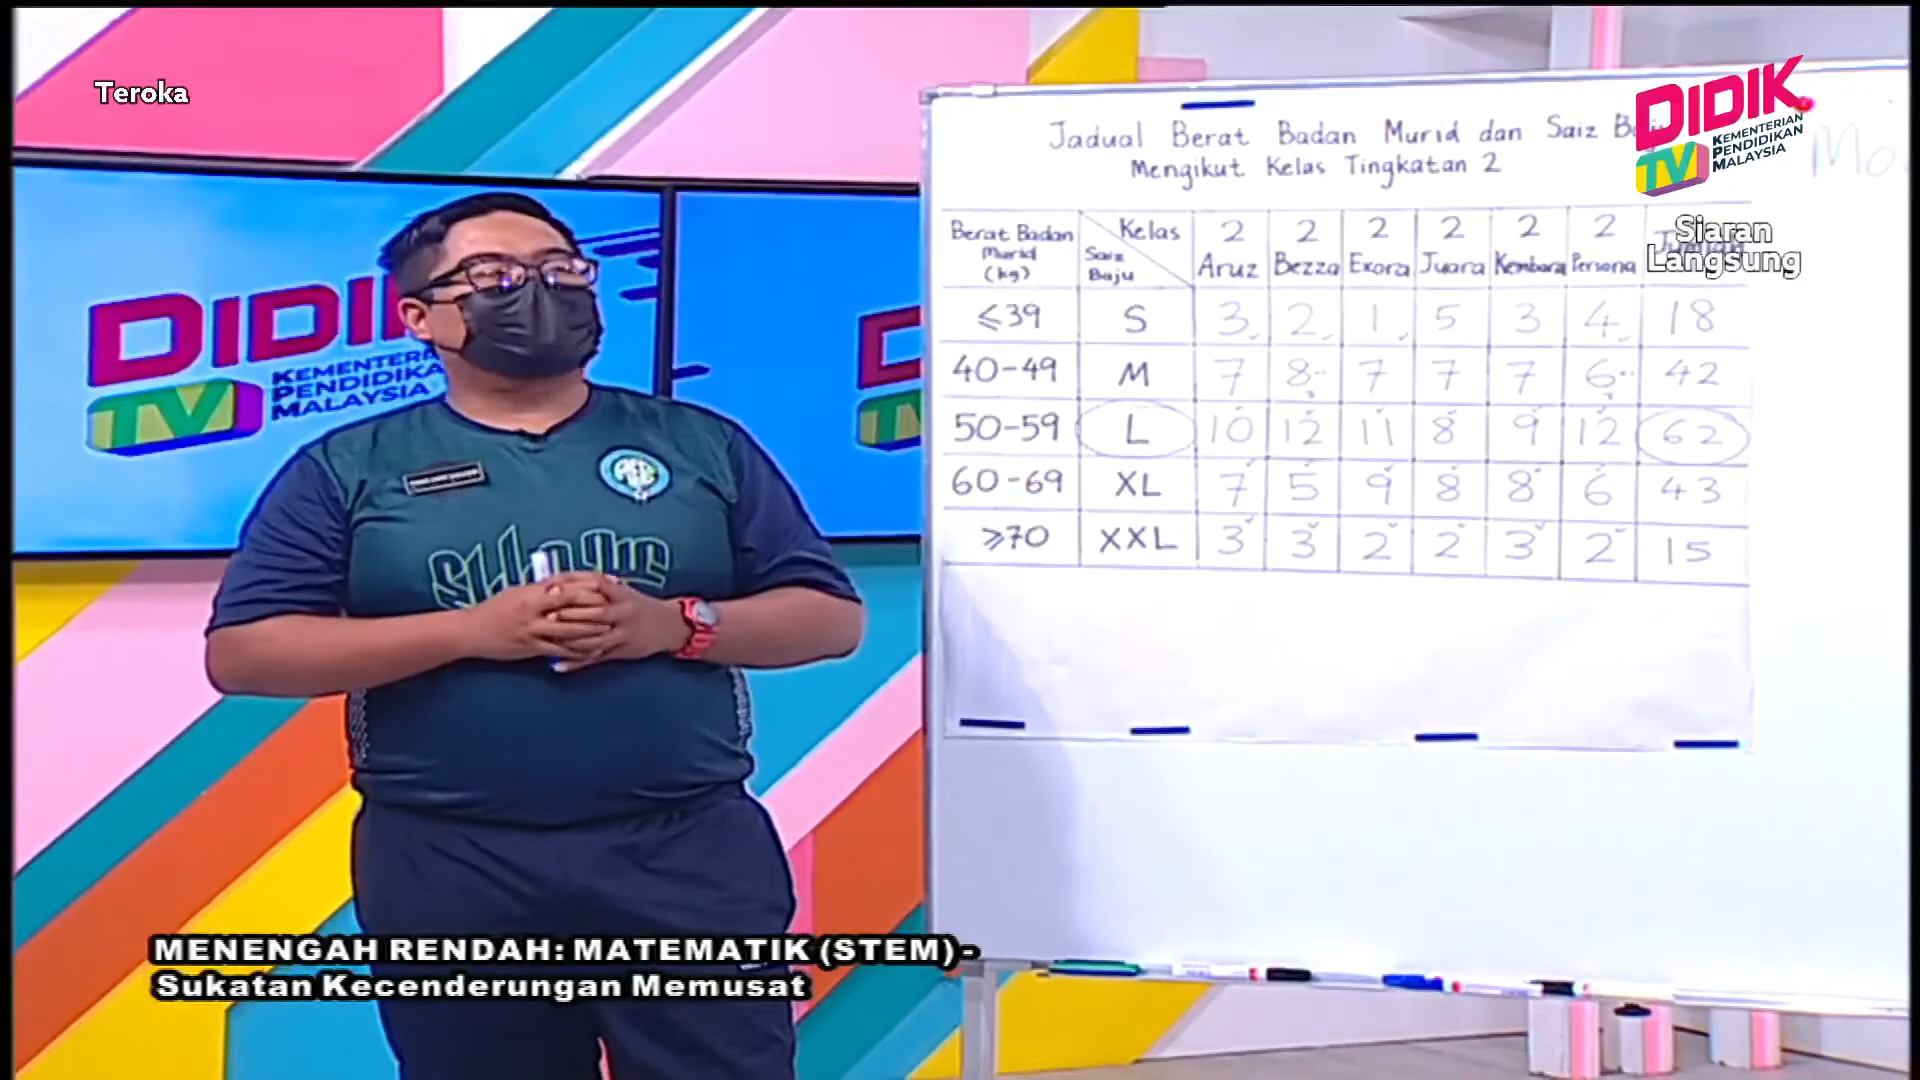 Teroka
DIDIK
TV
KEMENTERIAN
PENDIDIKAN
MALAYSIA
Siaran
Langsung
DIDIK
TV
KEMENTERIAN
PENDIDIKA
MALAYSIA
Jadual Berat Badan Murid dan Saiz
Mengikut Kelas Tingkatan 2
Berat Badan Murid (kg) Saiz Baju Kelas 2 Aruz 2 Bezza 2 Exora 2 Juara 2 Kembara 2 Persona Jumlah
≤39 S 3 2 1 5 3 4 18
40-49 M 7 8 7 7 7 6 42
50-59 L 10 12 11 8 9 12 62
60-69 XL 7 5 9 8 8 6 43
≥70 XXL 3 3 2 2 3 2 15
MENENGAH RENDAH: MATEMATIK (STEM) -
Sukatan Kecenderungan Memusat